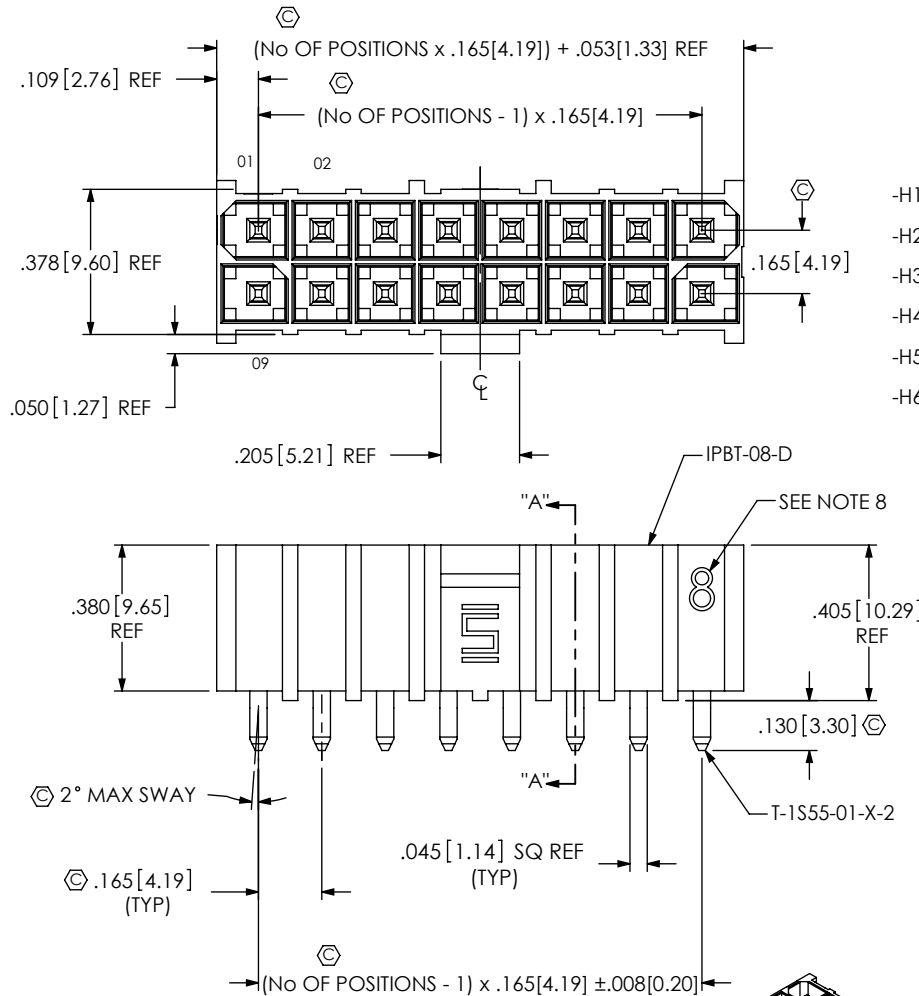 Ⓒ
(No OF POSITIONS x .165[4.19]) + .053[1.33] REF
.109 [2.76] REF
Ⓒ
(No OF POSITIONS - 1) x .165[4.19]
01
02
Ⓒ
-H1
-H2
.378 [9.60] REF
.165 [4.19]
-H3
-H4
09
-H5
℄
-H6
.050 [1.27] REF
.205 [5.21] REF
IPBT-08-D
"A"
SEE NOTE 8
8
.380 [9.65]
REF
.405 [10.29]
REF
.130 [3.30] Ⓒ
"A"
Ⓒ 2° MAX SWAY
T-1S55-01-X-2
.045 [1.14] SQ REF
(TYP)
Ⓒ .165 [4.19]
(TYP)
Ⓒ
(No OF POSITIONS - 1) x .165[4.19] ±.008[0.20]